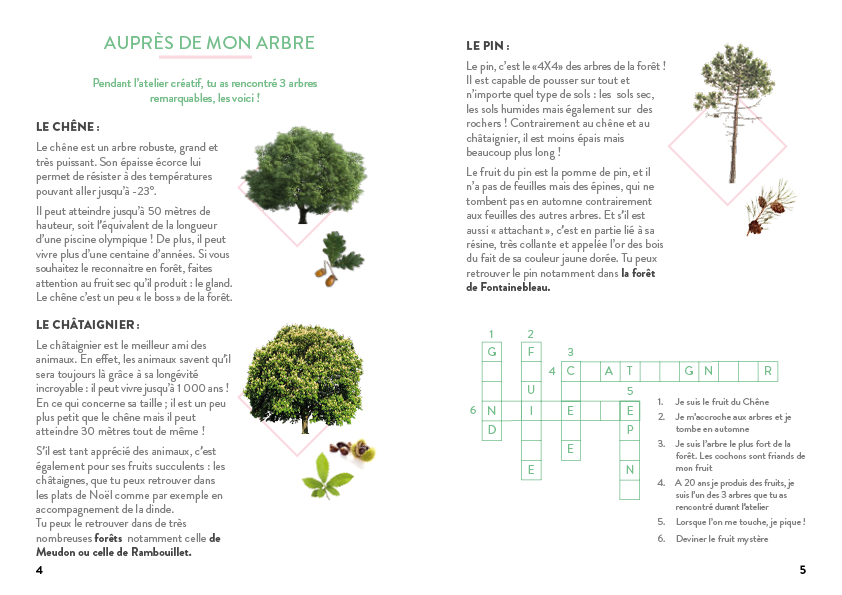 AUPRÈS DE MON ARBRE
Pendant l'atelier créatif, tu as rencontré 3 arbres
remarquables, les voici !
LE CHÊNE :
Le chêne est un arbre robuste, grand et
très puissant. Son épaisse écorce lui
permet de résister à des températures
pouvant aller jusqu'à -23°.
Il peut atteindre jusqu'à 50 mètres de
hauteur, soit l'équivalent de la longueur
d'une piscine olympique ! De plus, il peut
vivre plus d'une centaine d'années. Si vous
souhaitez le reconnaitre en forêt, faites
attention au fruit sec qu'il produit : le gland.
Le chêne c'est un peu « le boss » de la forêt.
LE CHÂTAIGNIER :
Le châtaignier est le meilleur ami des
animaux. En effet, les animaux savent qu'il
sera toujours là grâce à sa longévité
incroyable : il peut vivre jusqu'à 1 000 ans !
En ce qui concerne sa taille ; il est un peu
plus petit que le chêne mais il peut
atteindre 30 mètres tout de même !
S'il est tant apprécié des animaux, c'est
également pour ses fruits succulents : les
châtaignes, que tu peux retrouver dans
les plats de Noël comme par exemple en
accompagnement de la dinde.
Tu peux le retrouver dans de très
nombreuses forêts notamment celle de
Meudon ou celle de Rambouillet.
4
LE PIN :
Le pin, c'est le «4X4» des arbres de la forêt !
Il est capable de pousser sur tout et
n'importe quel type de sols : les sols sec,
les sols humides mais également sur des
rochers ! Contrairement au chêne et au
châtaignier, il est moins épais mais
beaucoup plus long !
Le fruit du pin est la pomme de pin, et il
n'a pas de feuilles mais des épines, qui ne
tombent pas en automne contrairement
aux feuilles des autres arbres. Et s'il est
aussi « attachant », c'est en partie lié à sa
résine, très collante et appelée l'or des bois
du fait de sa couleur jaune dorée. Tu peux
retrouver le pin notamment dans la forêt
de Fontainebleau.
1 2
G F 3
4 C A T G N R
U 5
6 N I E E
D P
E
E N
1. Je suis le fruit du Chêne
2. Je m'accroche aux arbres et je
tombe en automne
3. Je suis l'arbre le plus fort de la
forêt. Les cochons sont friands de
mon fruit
4. A 20 ans je produis des fruits, je
suis l'un des 3 arbres que tu as
rencontré durant l'atelier
5. Lorsque l'on me touche, je pique !
6. Deviner le fruit mystère
5